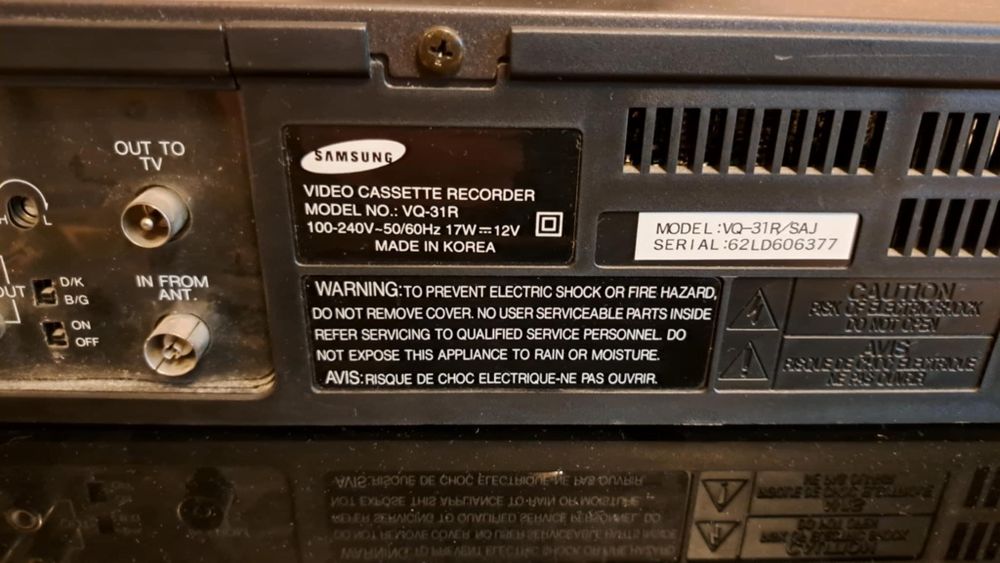 OUT TO
TV
H L
OUT
D/K
B/G
ON
OFF
IN FROM
ANT.
SAMSUNG
VIDEO CASSETTE RECORDER
MODEL NO.: VQ-31R
100-240V~50/60Hz 17W⎓12V
MADE IN KOREA
MODEL:VQ-31R/SAJ
SERIAL:62LD606377
WARNING: TO PREVENT ELECTRIC SHOCK OR FIRE HAZARD,
DO NOT REMOVE COVER. NO USER SERVICEABLE PARTS INSIDE
REFER SERVICING TO QUALIFIED SERVICE PERSONNEL. DO
NOT EXPOSE THIS APPLIANCE TO RAIN OR MOISTURE.
AVIS: RISQUE DE CHOC ELECTRIQUE-NE PAS OUVRIR.
CAUTION
RISK OF ELECTRIC SHOCK
DO NOT OPEN
AVIS
RISQUE DE CHOC ELECTRIQUE
NE PAS OUVRIR